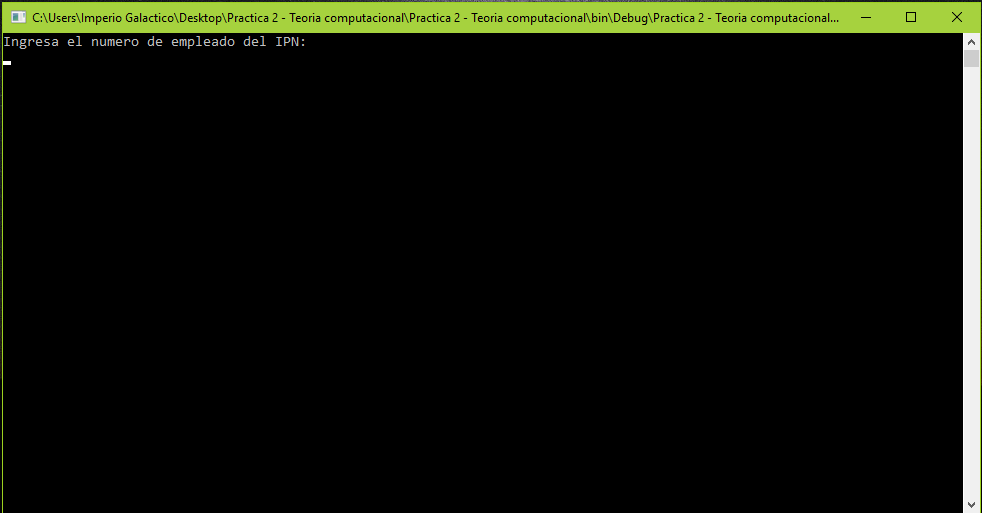 C:\Users\Imperio Galactico\Desktop\Practica 2 - Teoria computacional\Practica 2 - Teoria computacional\bin\Debug\Practica 2 - Teoria computacional...
Ingresa el numero de empleado del IPN: